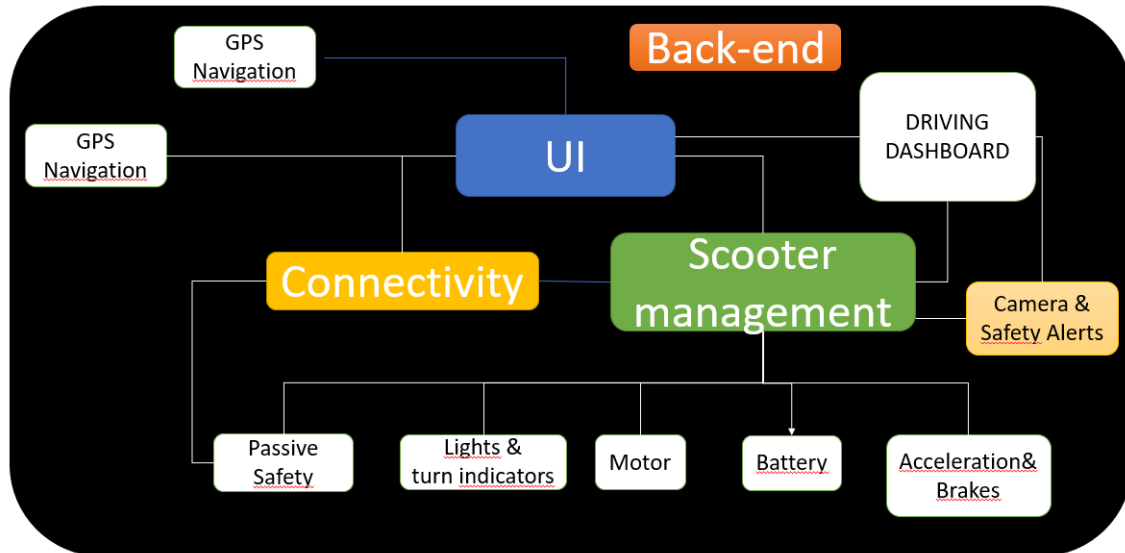 GPS
Navigation
Back-end
GPS
Navigation
UI
DRIVING
DASHBOARD
Connectivity
Scooter
management
Camera &
Safety Alerts
Passive
Safety
Lights &
turn indicators
Motor
Battery
Acceleration&
Brakes